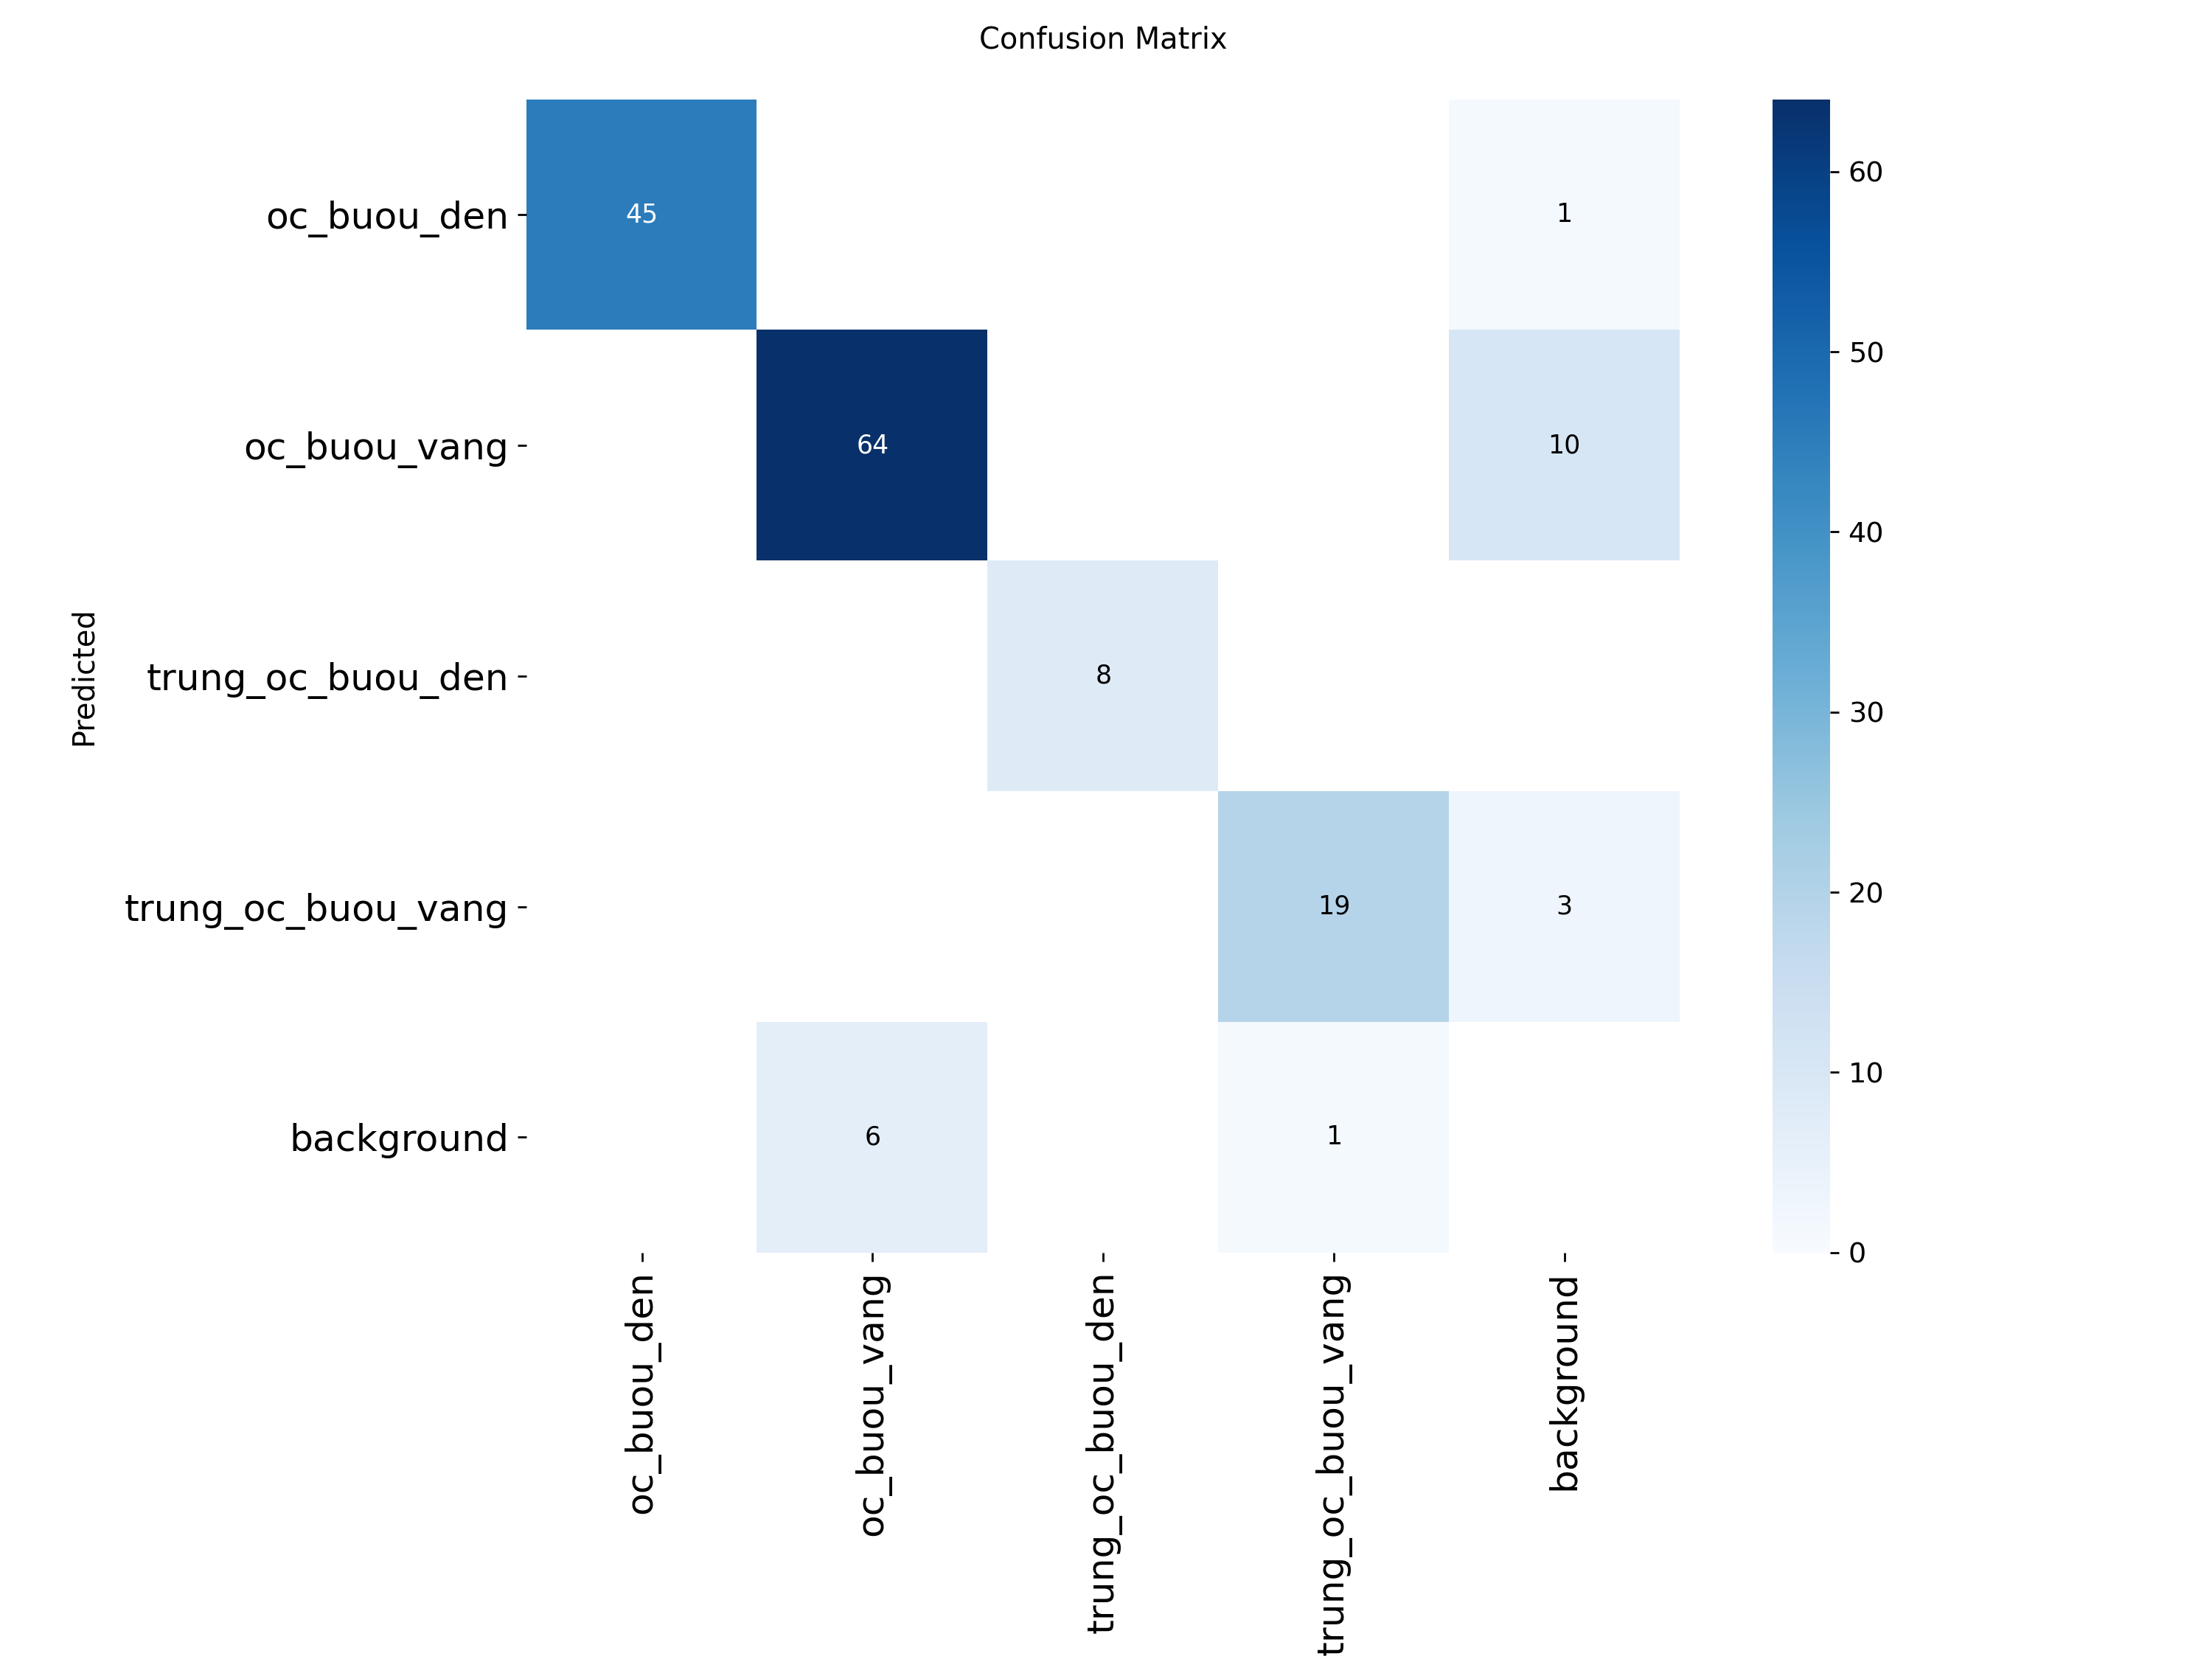 Confusion Matrix
Predicted
oc_buou_den
45
1
oc_buou_vang
64
10
trung_oc_buou_den
8
trung_oc_buou_vang
19
3
background
6
1
oc_buou_den
oc_buou_vang
trung_oc_buou_den
trung_oc_buou_vang
background
60
50
40
30
20
10
0